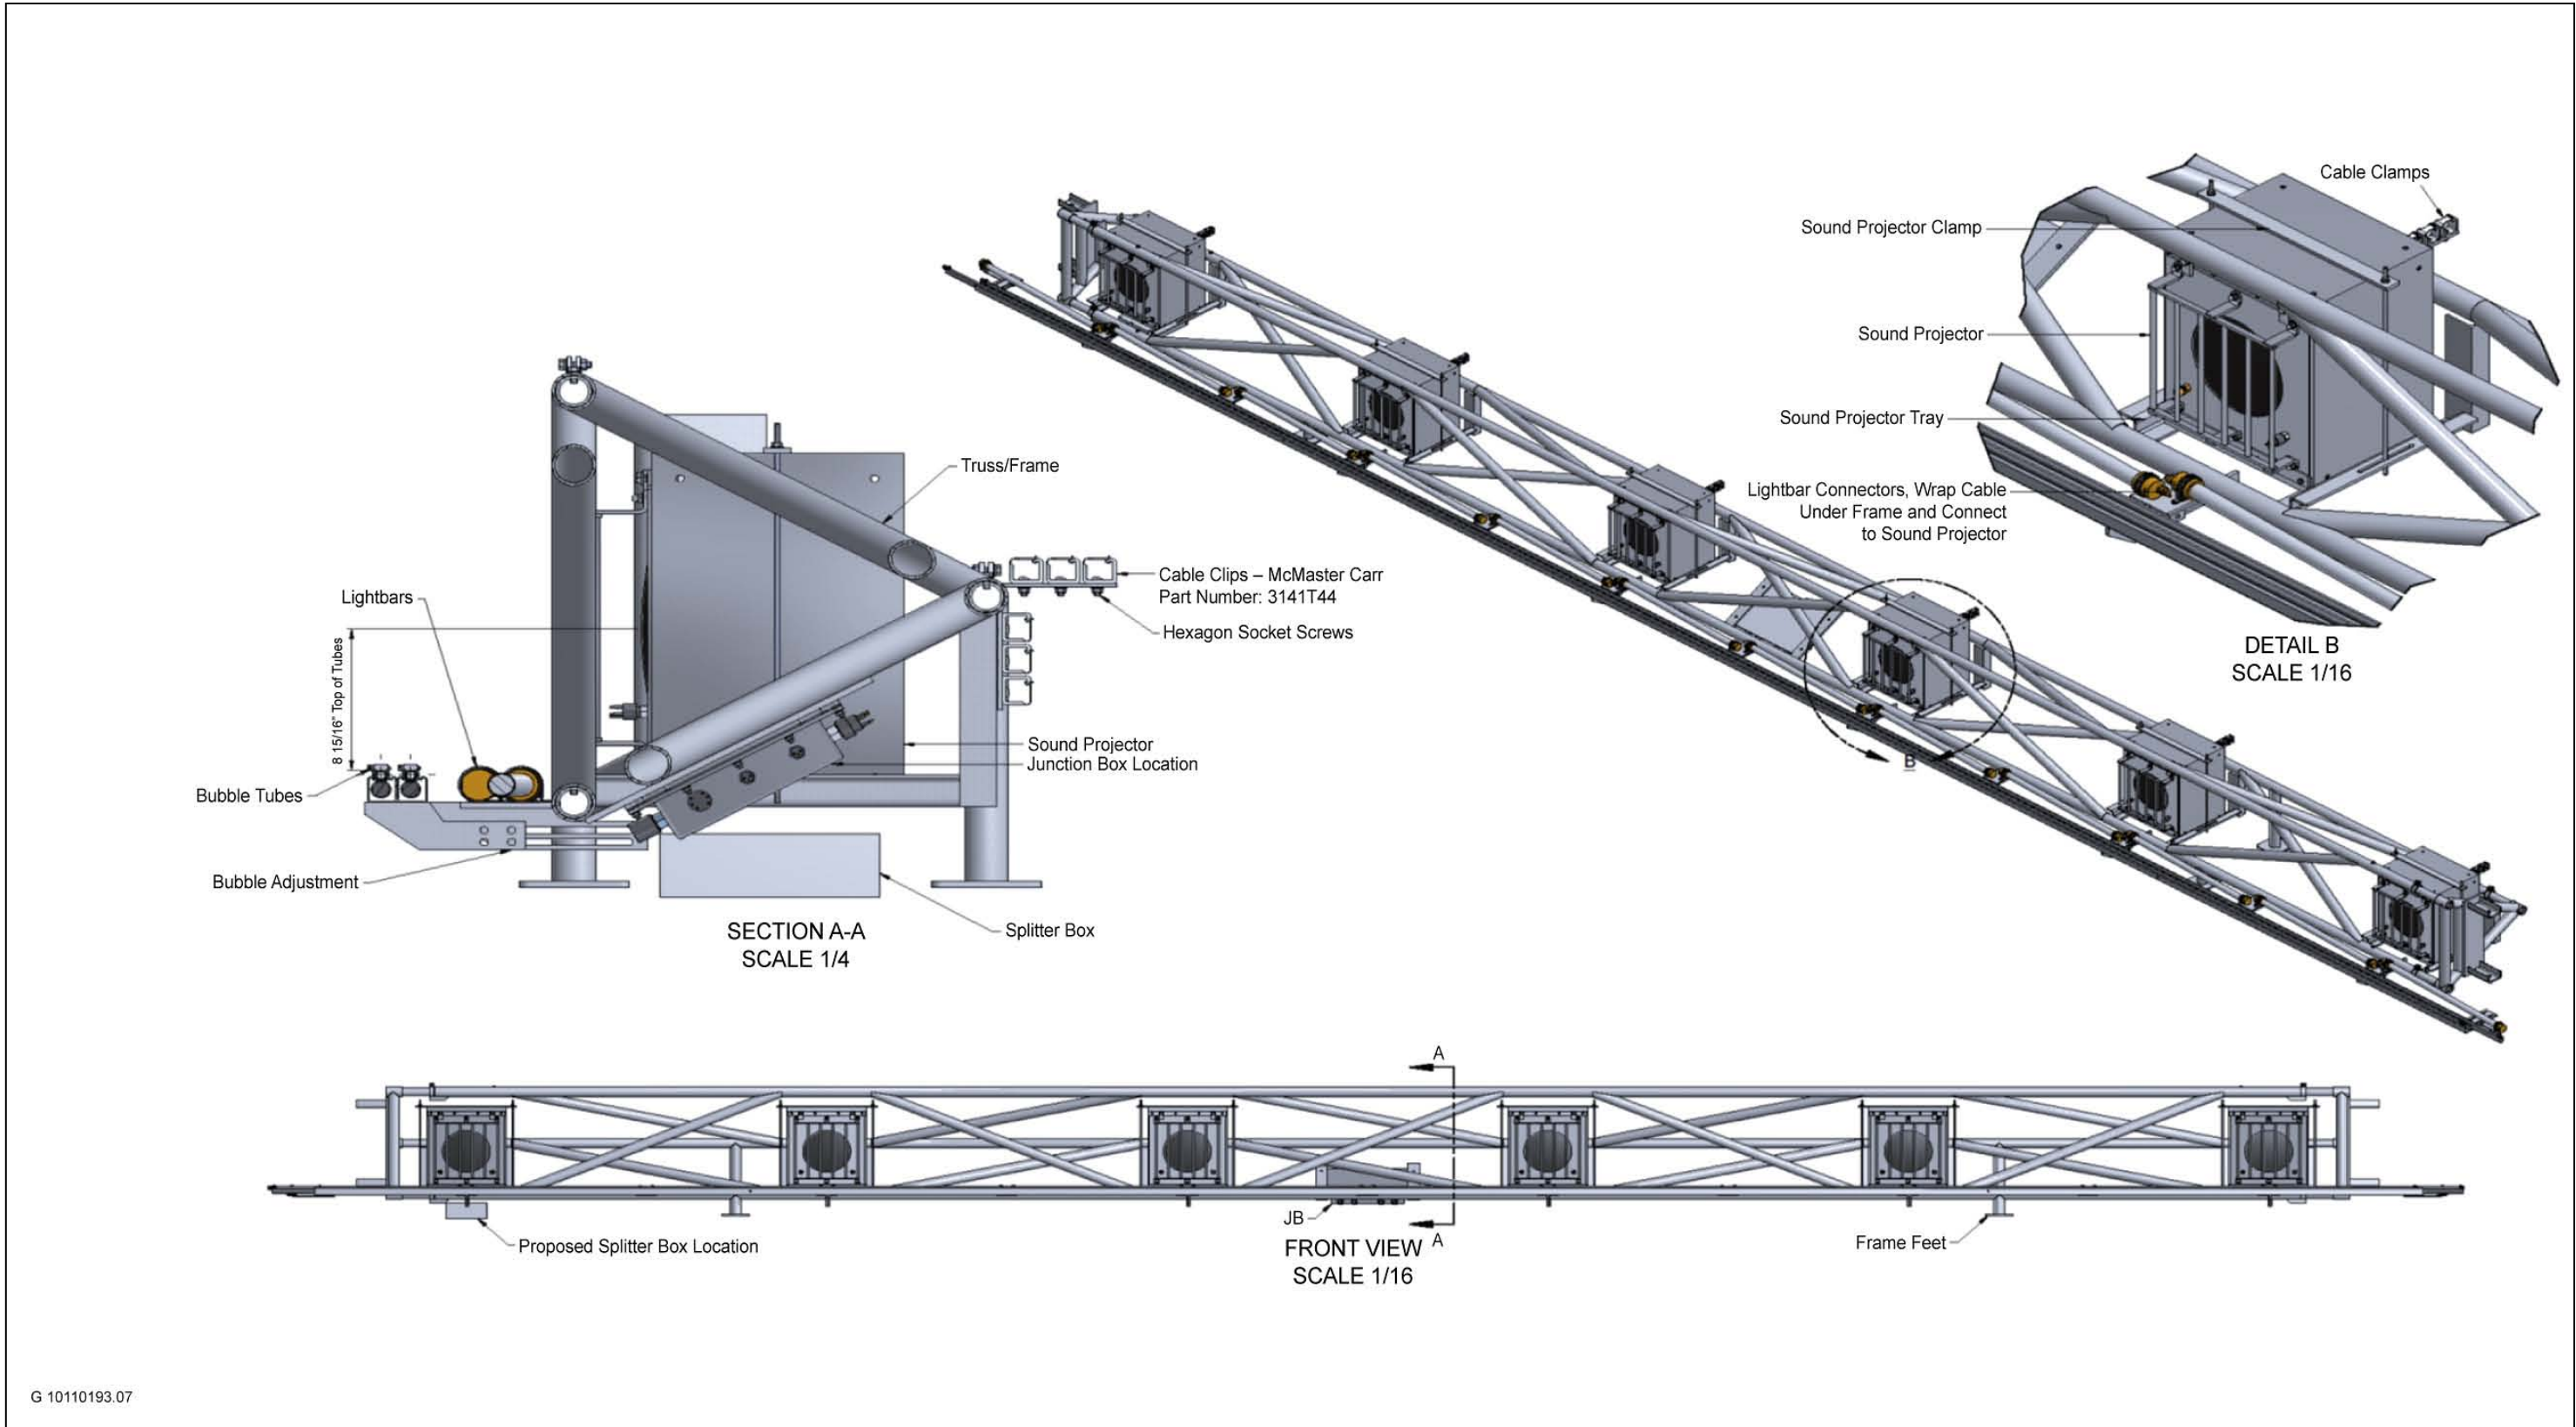 Cable Clamps
Sound Projector Clamp
Sound Projector
Sound Projector Tray
Lightbar Connectors, Wrap Cable
Under Frame and Connect
to Sound Projector
DETAIL B
SCALE 1/16
B
Truss/Frame
Cable Clips – McMaster Carr
Part Number: 3141T44
Hexagon Socket Screws
Lightbars
8 15/16" Top of Tubes
Sound Projector
Junction Box Location
Bubble Tubes
Bubble Adjustment
Splitter Box
SECTION A-A
SCALE 1/4
A
JB
A
Proposed Splitter Box Location
Frame Feet
FRONT VIEW
SCALE 1/16
G 10110193.07